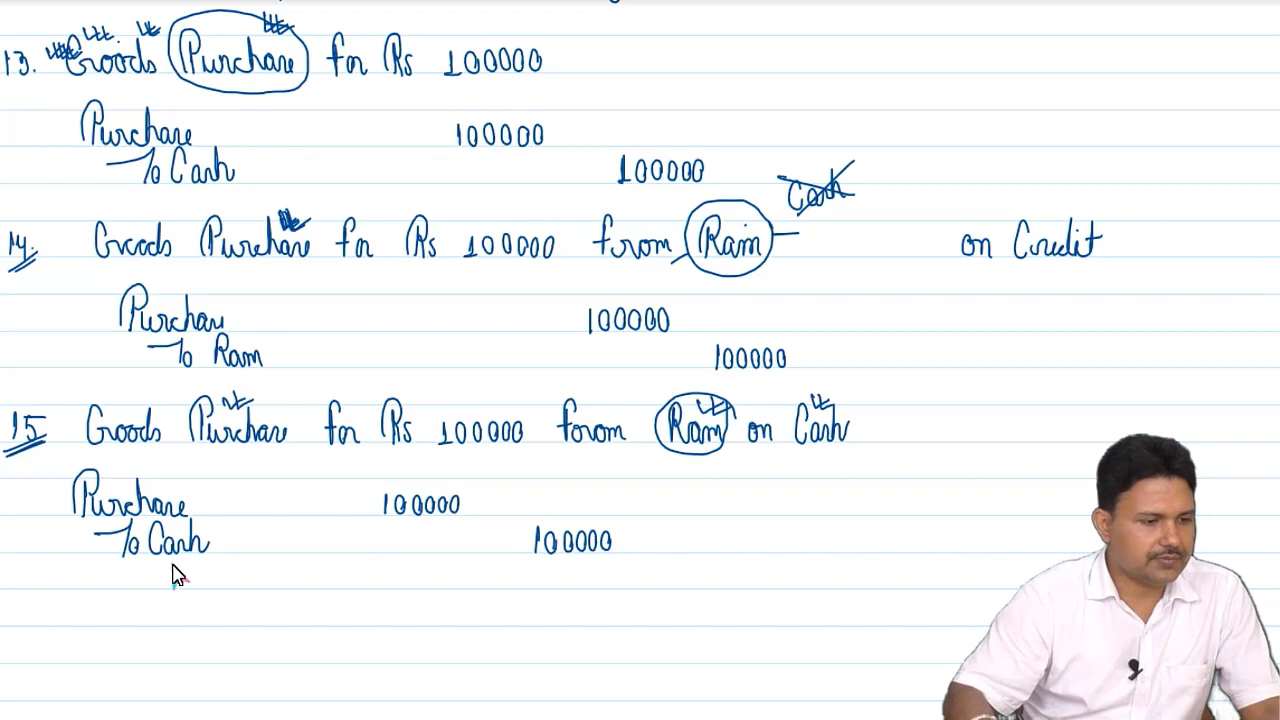 13. Goods Purchase for Rs 100000
Purchase 100000
To Cash 100000
Cash
14. Goods Purchase for Rs 100000 from Ram on Credit
Purchase 100000
To Ram 100000
15 Goods Purchase for Rs 100000 from Ram on Cash
Purchase 100000
To Cash 100000